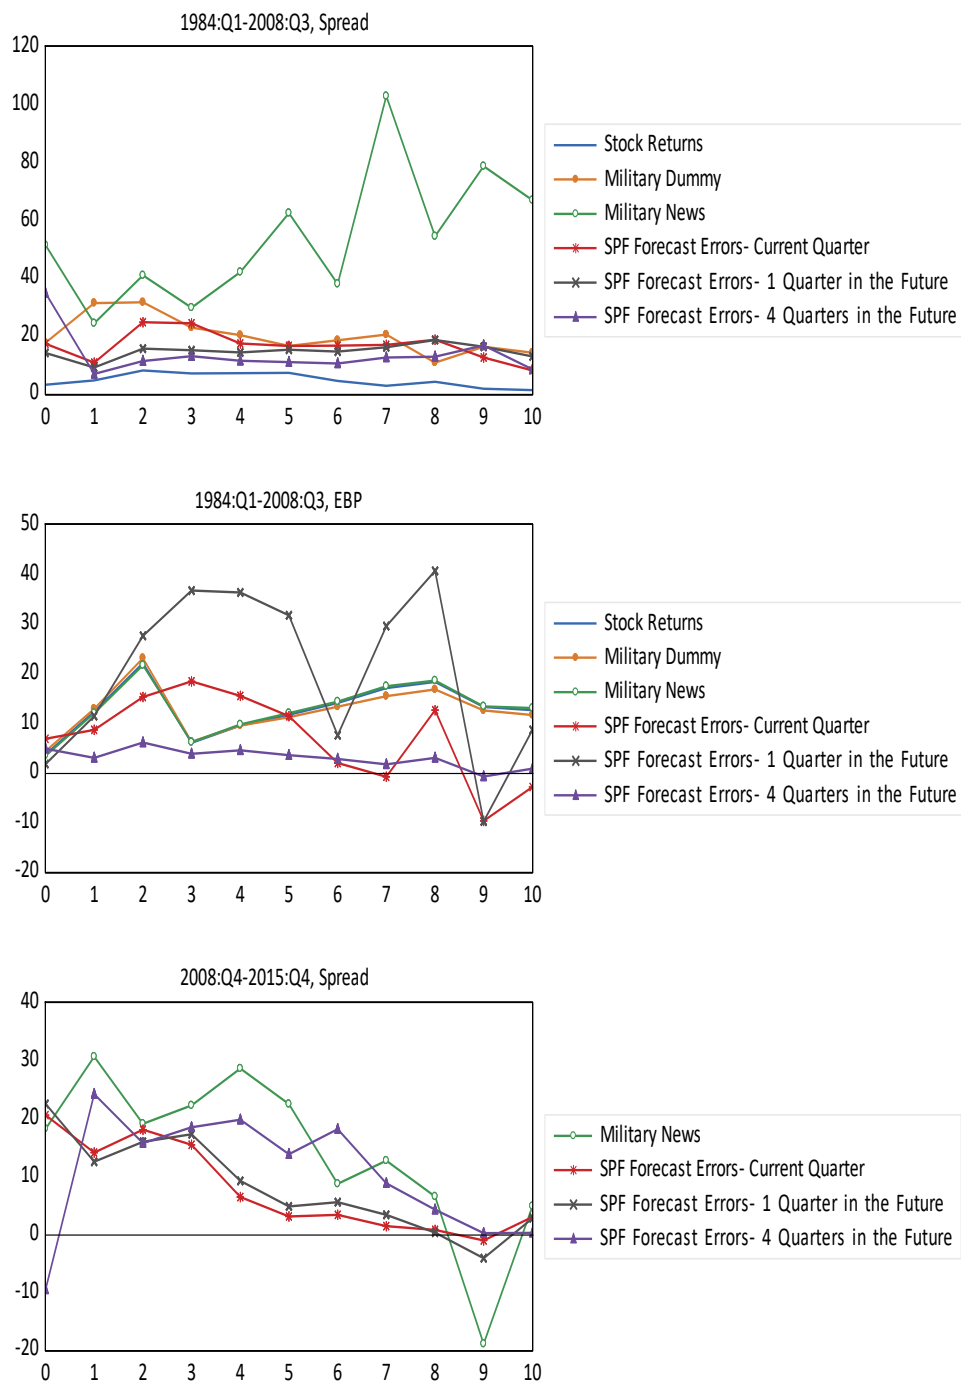 1984:Q1-2008:Q3, Spread
120
100
80
60
40
20
0
0 1 2 3 4 5 6 7 8 9 10
Stock Returns
Military Dummy
Military News
SPF Forecast Errors- Current Quarter
SPF Forecast Errors- 1 Quarter in the Future
SPF Forecast Errors- 4 Quarters in the Future
1984:Q1-2008:Q3, EBP
50
40
30
20
10
0
-10
-20
0 1 2 3 4 5 6 7 8 9 10
Stock Returns
Military Dummy
Military News
SPF Forecast Errors- Current Quarter
SPF Forecast Errors- 1 Quarter in the Future
SPF Forecast Errors- 4 Quarters in the Future
2008:Q4-2015:Q4, Spread
40
30
20
10
0
-10
-20
0 1 2 3 4 5 6 7 8 9 10
Military News
SPF Forecast Errors- Current Quarter
SPF Forecast Errors- 1 Quarter in the Future
SPF Forecast Errors- 4 Quarters in the Future